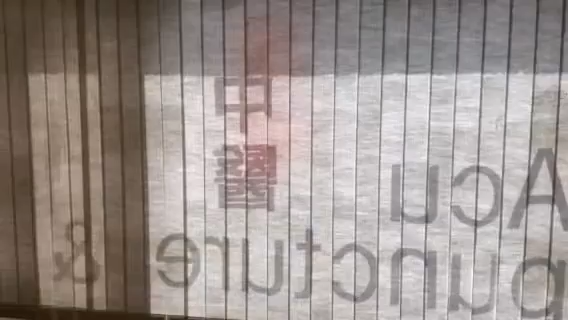 中醫
Acu
puncture &